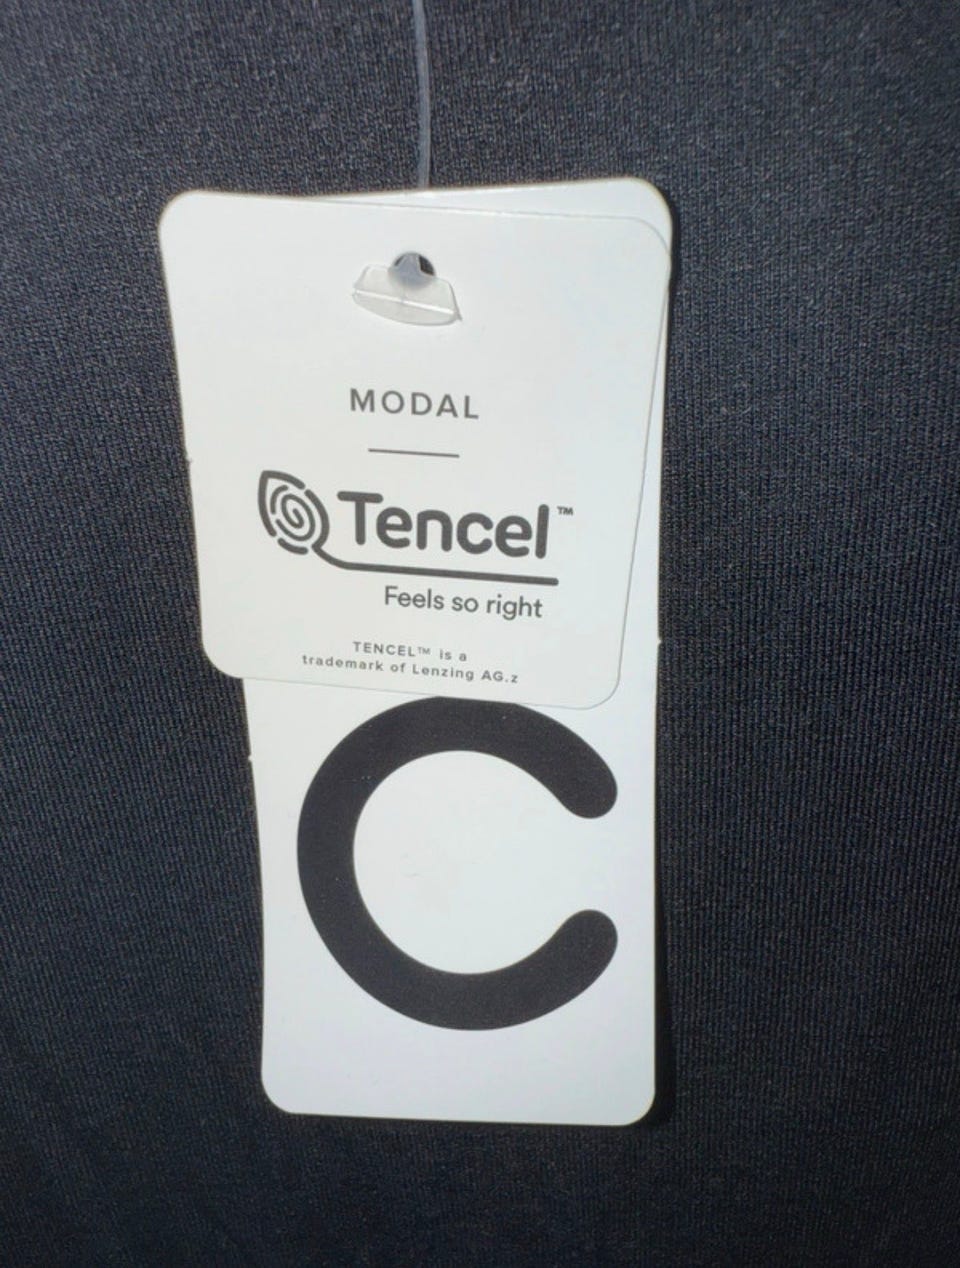 MODAL
Tencel™
Feels so right
TENCEL™ is a
trademark of Lenzing AG.z
C